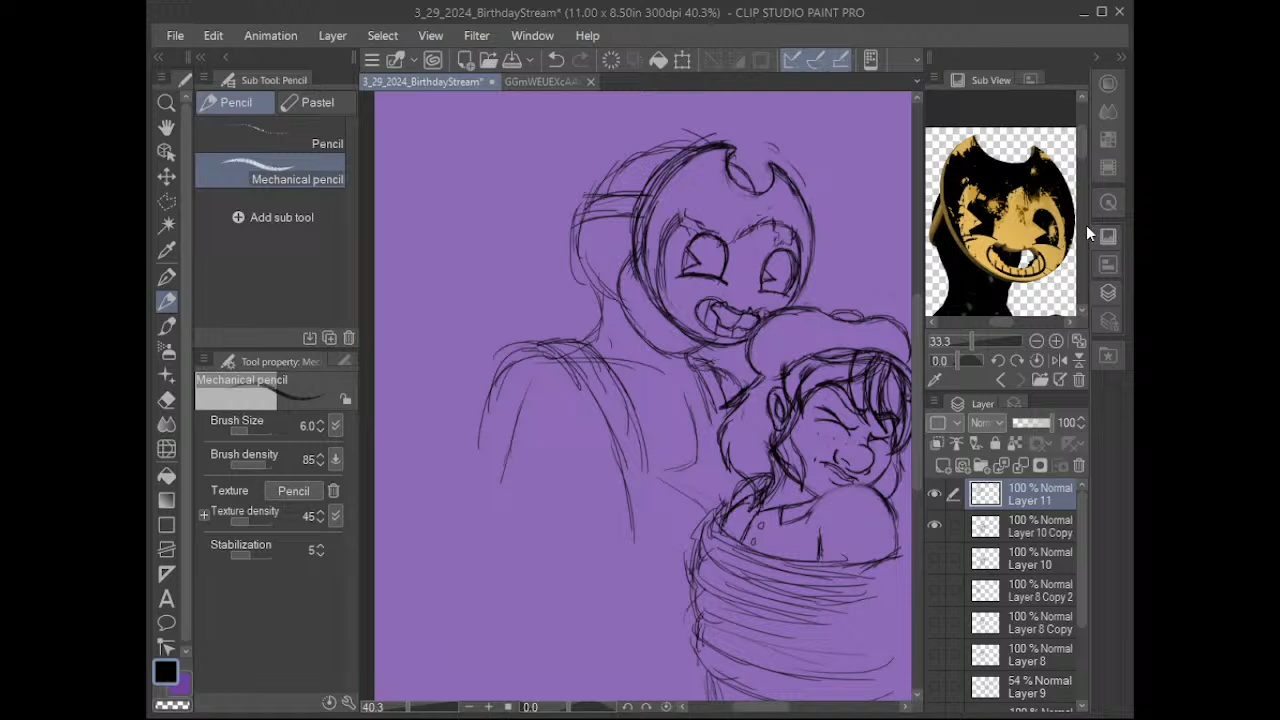 3_29_2024_BirthdayStream* (11.00 x 8.50in 300dpi 40.3%) - CLIP STUDIO PAINT PRO
File Edit Animation Layer Select View Filter Window Help
Sub Tool: Pencil
3_29_2024_BirthdayStream*
GGmWEUEXcAA
Sub View
Pencil
Pastel
Pencil
Mechanical pencil
Add sub tool
Tool property: Mec
Mechanical pencil
Brush Size 6.0
Brush density 85
Texture Pencil
Texture density 45
Stabilization 5
A
40.3
0.0
33.3
0.0
Layer
Norm 100
100 % Normal
Layer 11
100 % Normal
Layer 10 Copy
100 % Normal
Layer 10
100 % Normal
Layer 8 Copy 2
100 % Normal
Layer 8 Copy
100 % Normal
Layer 8
54 % Normal
Layer 9